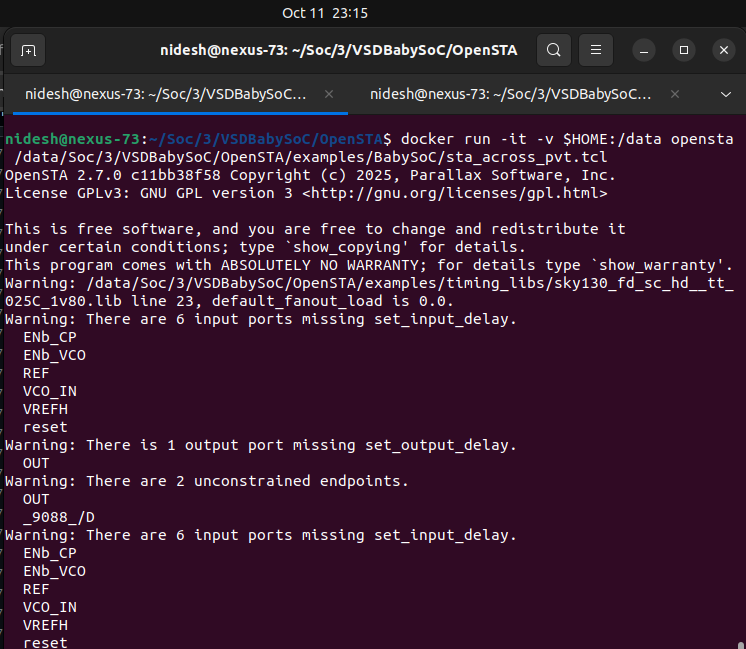 Oct 11 23:15
nidesh@nexus-73: ~/Soc/3/VSDBabySoC/OpenSTA
nidesh@nexus-73: ~/Soc/3/VSDBabySoC...
nidesh@nexus-73: ~/Soc/3/VSDBabySoC...
nidesh@nexus-73:~/Soc/3/VSDBabySoC/OpenSTA$ docker run -it -v $HOME:/data opensta
/data/Soc/3/VSDBabySoC/OpenSTA/examples/BabySoC/sta_across_pvt.tcl
OpenSTA 2.7.0 c11bb38f58 Copyright (c) 2025, Parallax Software, Inc.
License GPLv3: GNU GPL version 3 <http://gnu.org/licenses/gpl.html>
This is free software, and you are free to change and redistribute it
under certain conditions; type `show_copying' for details.
This program comes with ABSOLUTELY NO WARRANTY; for details type `show_warranty'.
Warning: /data/Soc/3/VSDBabySoC/OpenSTA/examples/timing_libs/sky130_fd_sc_hd__tt_
025C_1v80.lib line 23, default_fanout_load is 0.0.
Warning: There are 6 input ports missing set_input_delay.
ENb_CP
ENb_VCO
REF
VCO_IN
VREFH
reset
Warning: There is 1 output port missing set_output_delay.
OUT
Warning: There are 2 unconstrained endpoints.
OUT
_9088_/D
Warning: There are 6 input ports missing set_input_delay.
ENb_CP
ENb_VCO
REF
VCO_IN
VREFH
reset